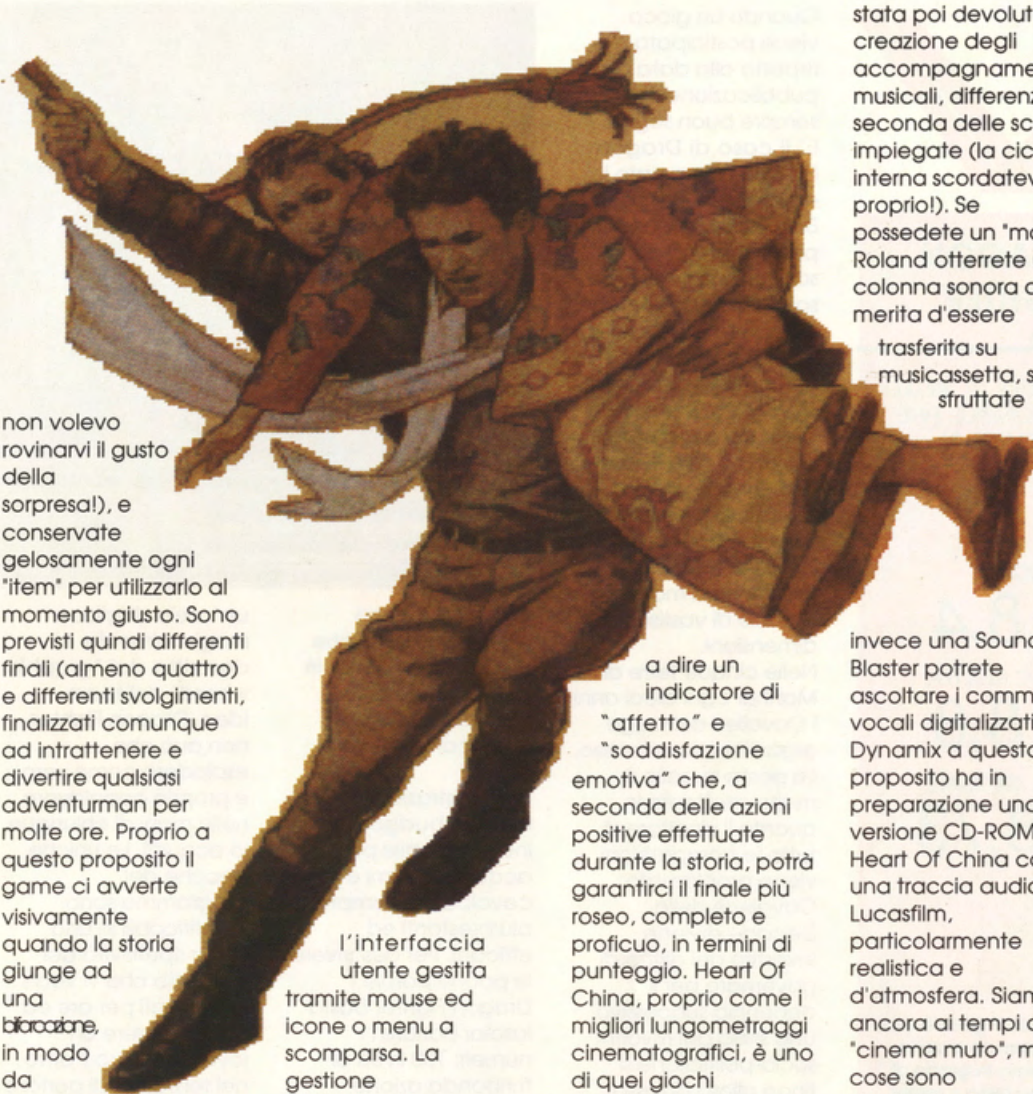 non volevo
rovinarvi il gusto
della
sorpresa!), e
conservate
gelosamente ogni
"item" per utilizzarlo al
momento giusto. Sono
previsti quindi differenti
finali (almeno quattro)
e differenti svolgimenti,
finalizzati comunque
ad intrattenere e
divertire qualsiasi
adventurman per
molte ore. Proprio a
questo proposito il
game ci avverte
visivamente
quando la storia
giunge ad
una
biforcazione,
in modo
da
l'interfaccia
utente gestita
tramite mouse ed
icone o menu a
scomparsa. La
gestione
a dire un
indicatore di
"affetto" e
"soddisfazione
emotiva" che, a
seconda delle azioni
positive effettuate
durante la storia, potrà
garantirci il finale più
roseo, completo e
proficuo, in termini di
punteggio. Heart Of
China, proprio come i
migliori lungometraggi
cinematografici, è uno
di quei giochi
stata poi devolut
creazione degli
accompagname
musicali, differenz
seconda delle sc
impiegate (la cic
interna scordatev
proprio!). Se
possedete un "mo
Roland otterrete
colonna sonora c
merita d'essere
trasferita su
musicassetta, s
sfruttate
invece una Sound
Blaster potrete
ascoltare i comm
vocali digitalizzati
Dynamix a questo
proposito ha in
preparazione una
versione CD-ROM
Heart Of China co
una traccia audio
Lucasfilm,
particolarmente
realistica e
d'atmosfera. Siam
ancora ai tempi d
"cinema muto", m
cose sono